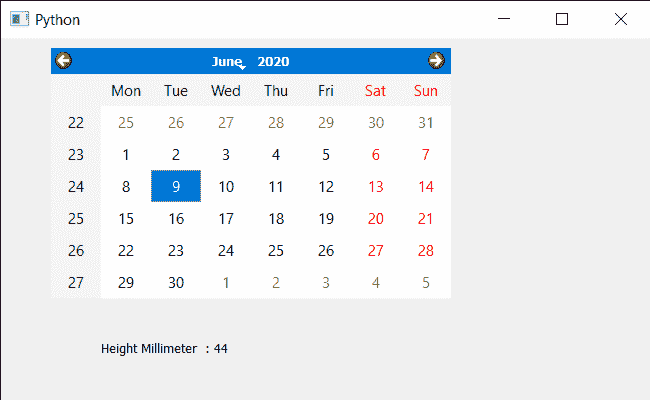 Python
June 2020
Mon Tue Wed Thu Fri Sat Sun
22 25 26 27 28 29 30 31
23 1 2 3 4 5 6 7
24 8 9 10 11 12 13 14
25 15 16 17 18 19 20 21
26 22 23 24 25 26 27 28
27 29 30 1 2 3 4 5
Height Millimeter : 44